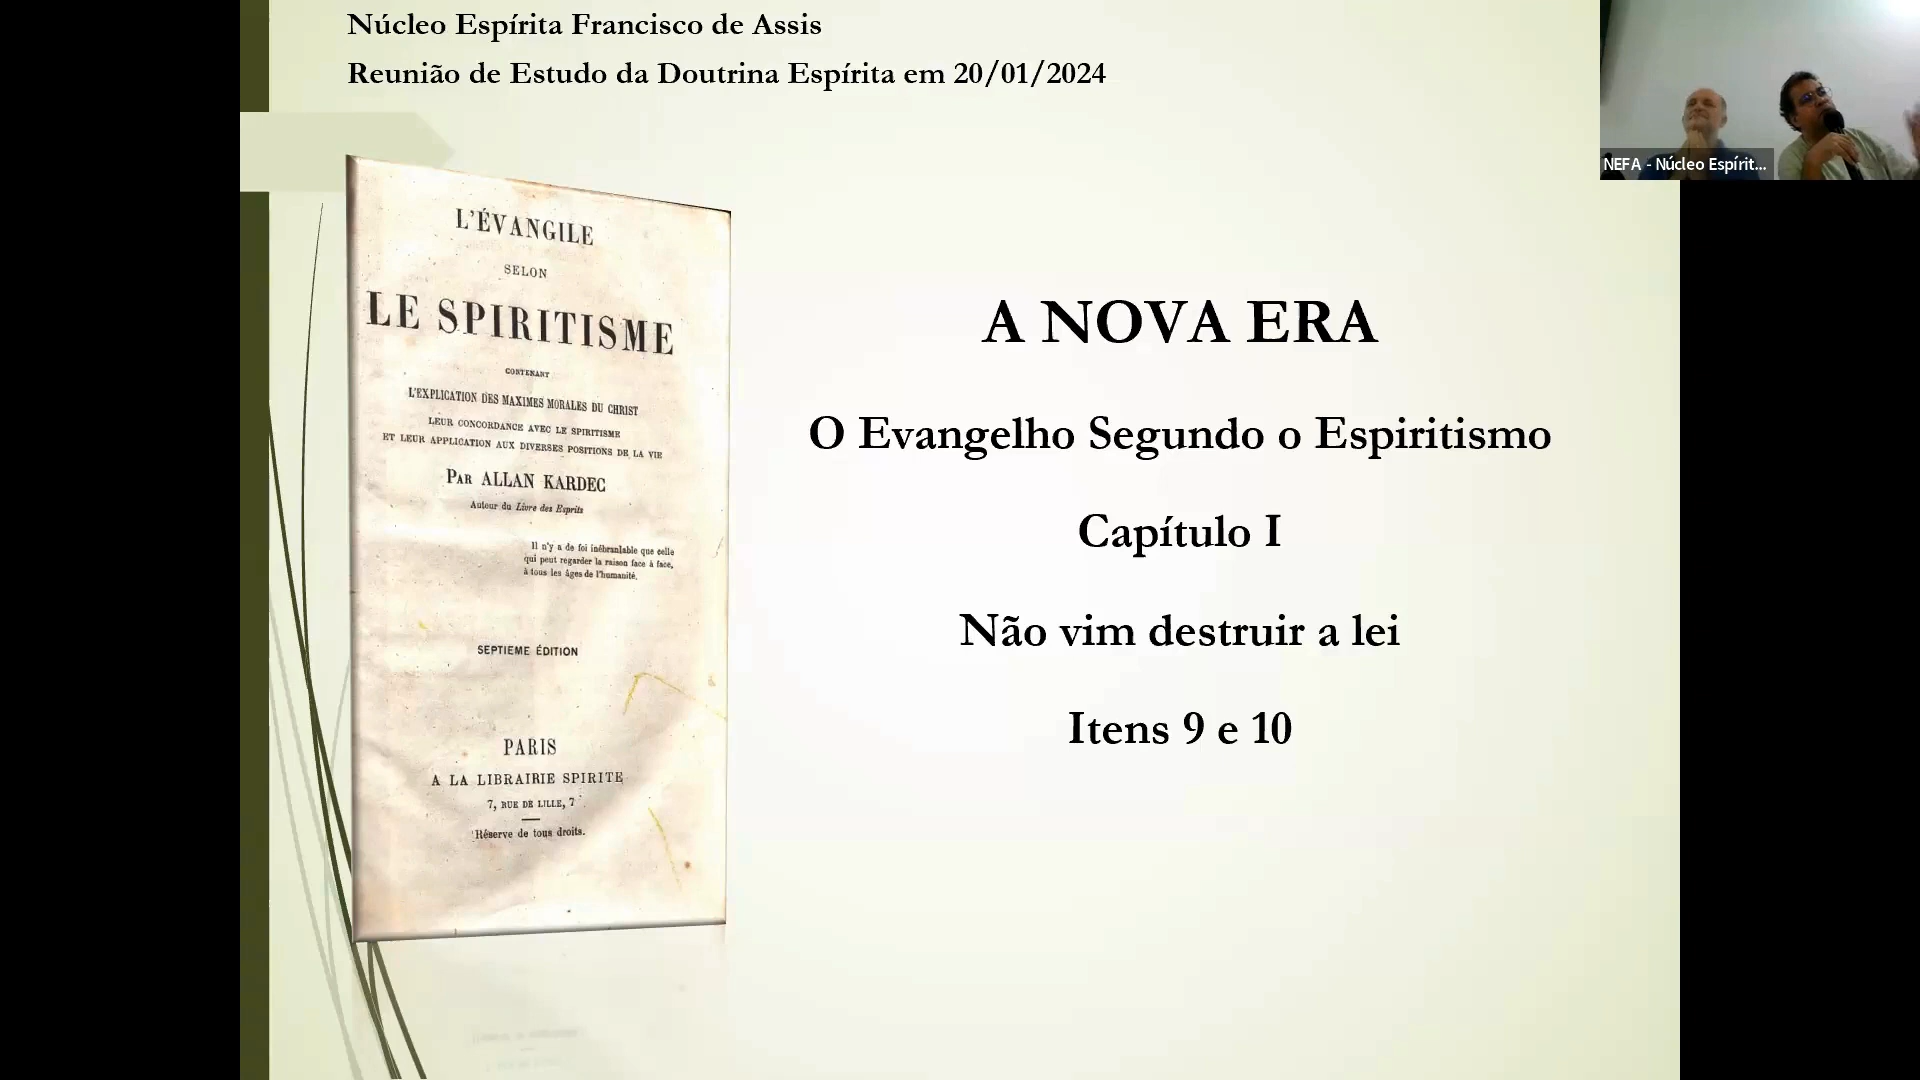 Núcleo Espírita Francisco de Assis
Reunião de Estudo da Doutrina Espírita em 20/01/2024
NEFA - Núcleo Espírit...
L'ÉVANGILE
SELON
LE SPIRITISME
CONTENANT
L'EXPLICATION DES MAXIMES MORALES DU CHRIST
LEUR CONCORDANCE AVEC LE SPIRITISME
ET LEUR APPLICATION AUX DIVERSES POSITIONS DE LA VIE
PAR ALLAN KARDEC
Auteur du Livre des Esprits
Il n'y a de foi inébranlable que celle
qui peut regarder la raison face à face,
à tous les âges de l'humanité.
SEPTIEME ÉDITION
PARIS
A LA LIBRAIRIE SPIRITE
7, RUE DE LILLE, 7
Réserve de tous droits.
A NOVA ERA
O Evangelho Segundo o Espiritismo
Capítulo I
Não vim destruir a lei
Itens 9 e 10